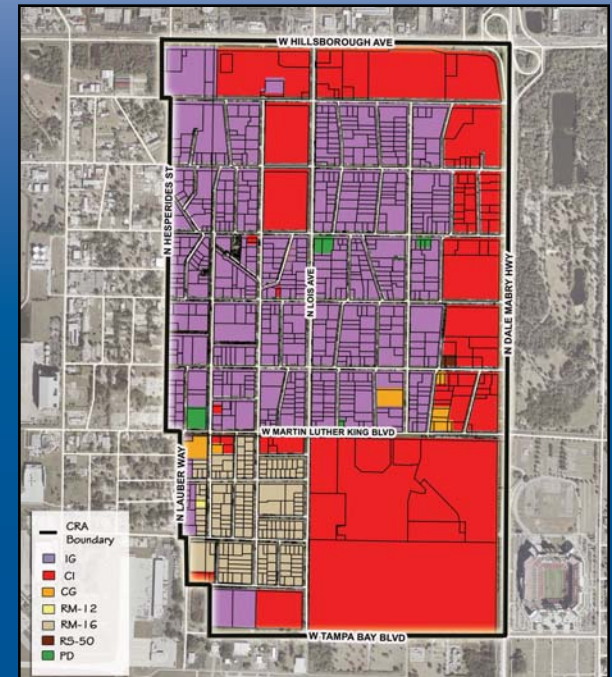 W HILLSBOROUGH AVE
N HESPERIDES ST
N LOIS AVE
N DALE MABRY HWY
W MARTIN LUTHER KING BLVD
N LAUBER WAY
W TAMPA BAY BLVD
CRA
Boundary
IG
CI
CG
RM-12
RM-16
RS-50
PD